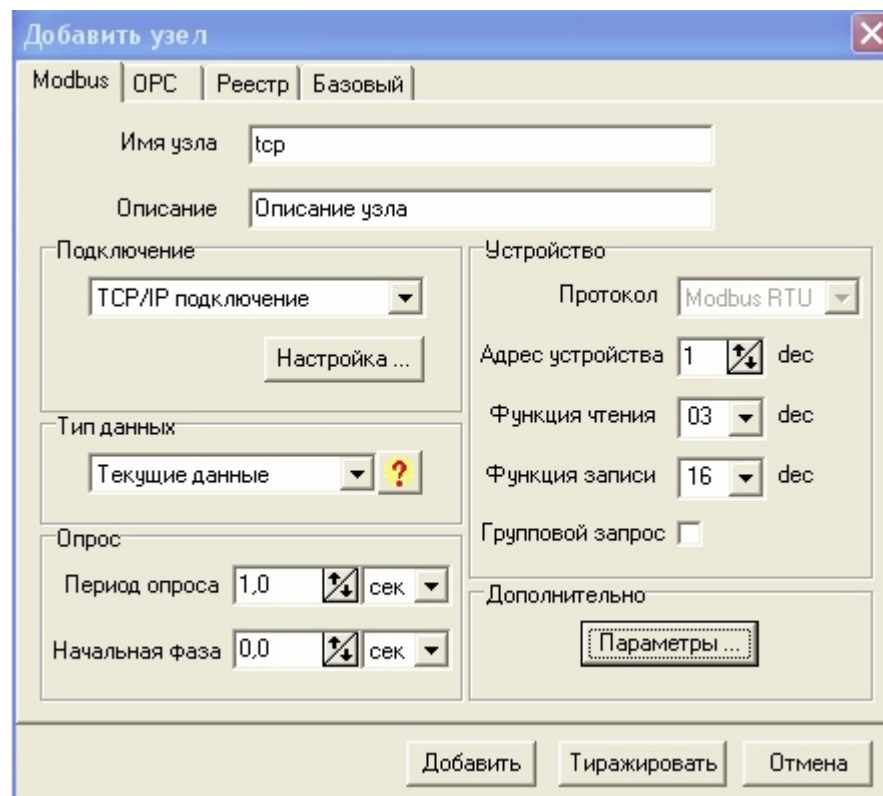 Добавить узел
Modbus OPC Реестр Базовый
Имя узла tcp
Описание Описание узла
Подключение
TCP/IP подключение
Настройка ...
Тип данных
Текущие данные ?
Опрос
Период опроса 1,0 сек
Начальная фаза 0,0 сек
Устройство
Протокол Modbus RTU
Адрес устройства 1 dec
Функция чтения 03 dec
Функция записи 16 dec
Групповой запрос
Дополнительно
Параметры ...
Добавить Тиражировать Отмена